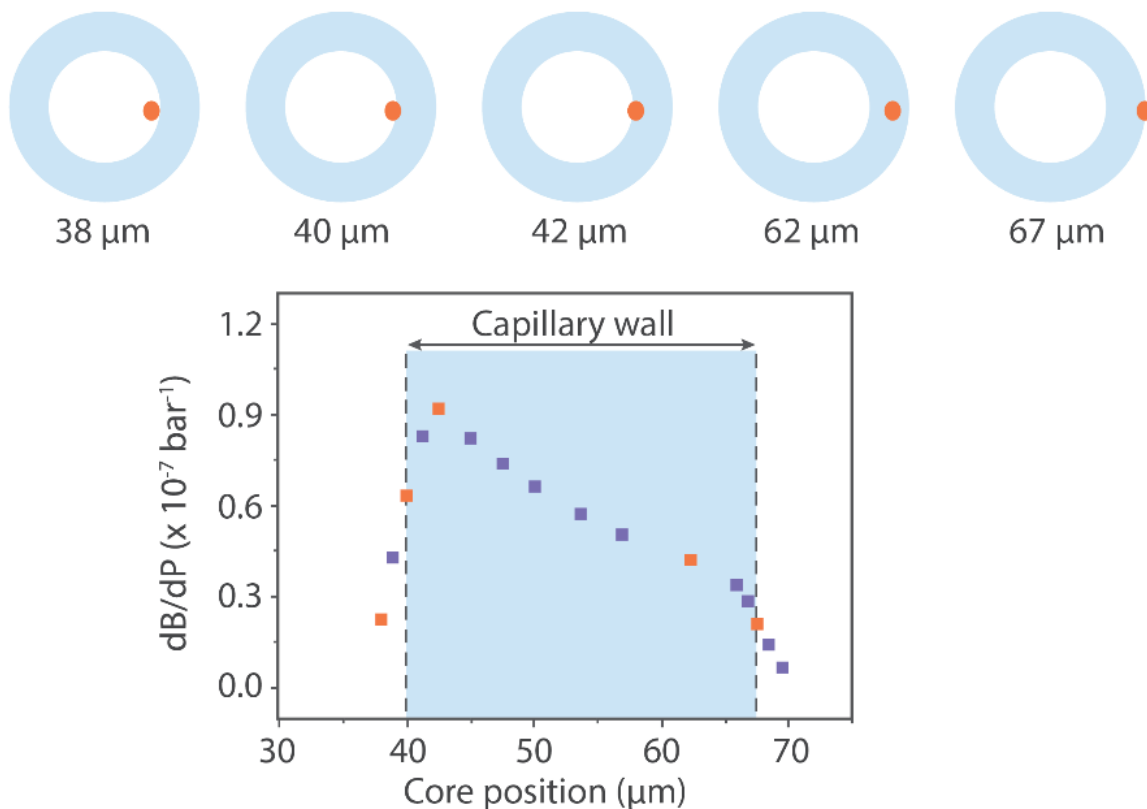 38 μm
40 μm
42 μm
62 μm
67 μm
Capillary wall
dB/dP (x 10⁻⁷ bar⁻¹)
1.2
0.9
0.6
0.3
0.0
30 40 50 60 70
Core position (μm)